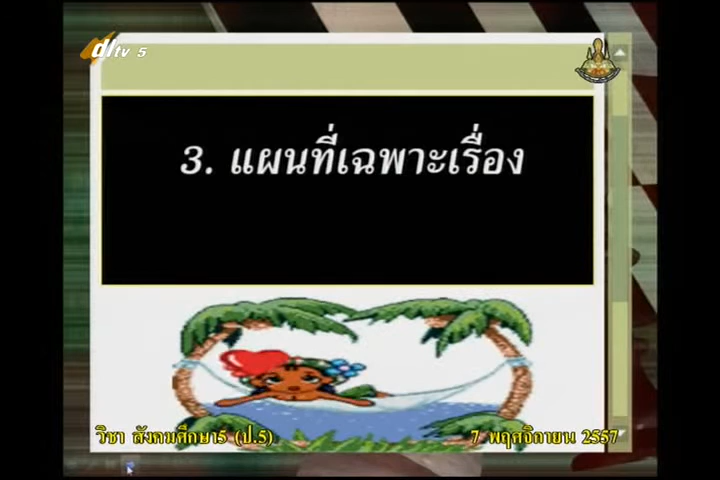 dltv 5
3. แผนที่เฉพาะเรื่อง
วิชา สังคมศึกษา5 (ป.5)
7 พฤศจิกายน 2557